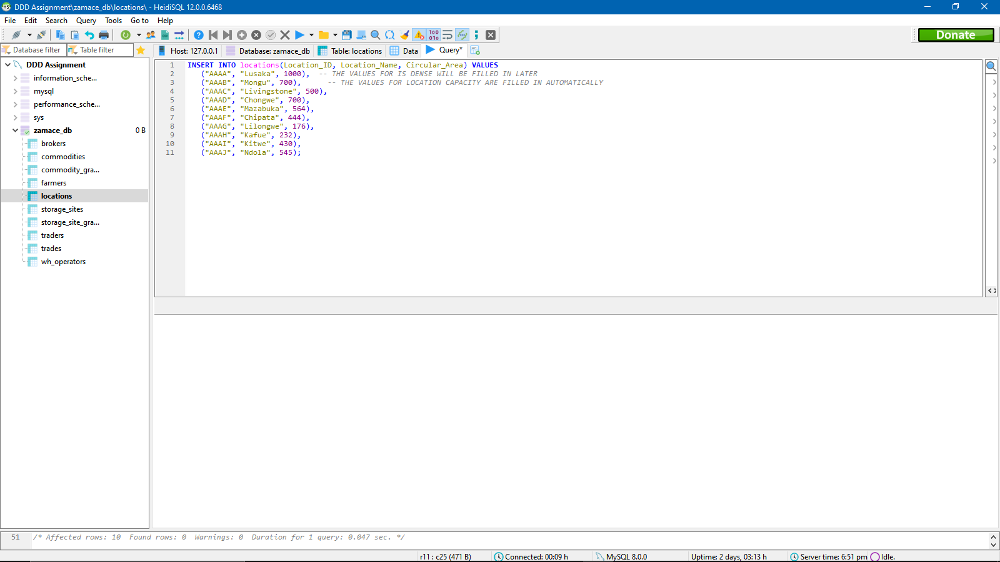 HS DDD Assignment\zamace_db\locations\ - HeidiSQL 12.0.0.6468
File Edit Search Query Tools Go to Help
Donate
Database filter Table filter
Host: 127.0.0.1 Database: zamace_db Table: locations Data Query*
DDD Assignment
information_sche...
mysql
performance_sche...
sys
zamace_db 0 B
brokers
commodities
commodity_gra...
farmers
locations
storage_sites
storage_site_gra...
traders
trades
wh_operators
1 INSERT INTO locations(Location_ID, Location_Name, Circular_Area) VALUES
2 ("AAAA", "Lusaka", 1000), -- THE VALUES FOR IS DENSE WILL BE FILLED IN LATER
3 ("AAAB", "Mongu", 700), -- THE VALUES FOR LOCATION CAPACITY ARE FILLED IN AUTOMATICALLY
4 ("AAAC", "Livingstone", 500),
5 ("AAAD", "Chongwe", 700),
6 ("AAAE", "Mazabuka", 564),
7 ("AAAF", "Chipata", 444),
8 ("AAAG", "Lilongwe", 176),
9 ("AAAH", "Kafue", 232),
10 ("AAAI", "Kitwe", 430),
11 ("AAAJ", "Ndola", 545);
51 /* Affected rows: 10 Found rows: 0 Warnings: 0 Duration for 1 query: 0.047 sec. */
r11 : c25 (471 B) Connected: 00:09 h MySQL 8.0.0 Uptime: 2 days, 03:13 h Server time: 6:51 pm Idle.